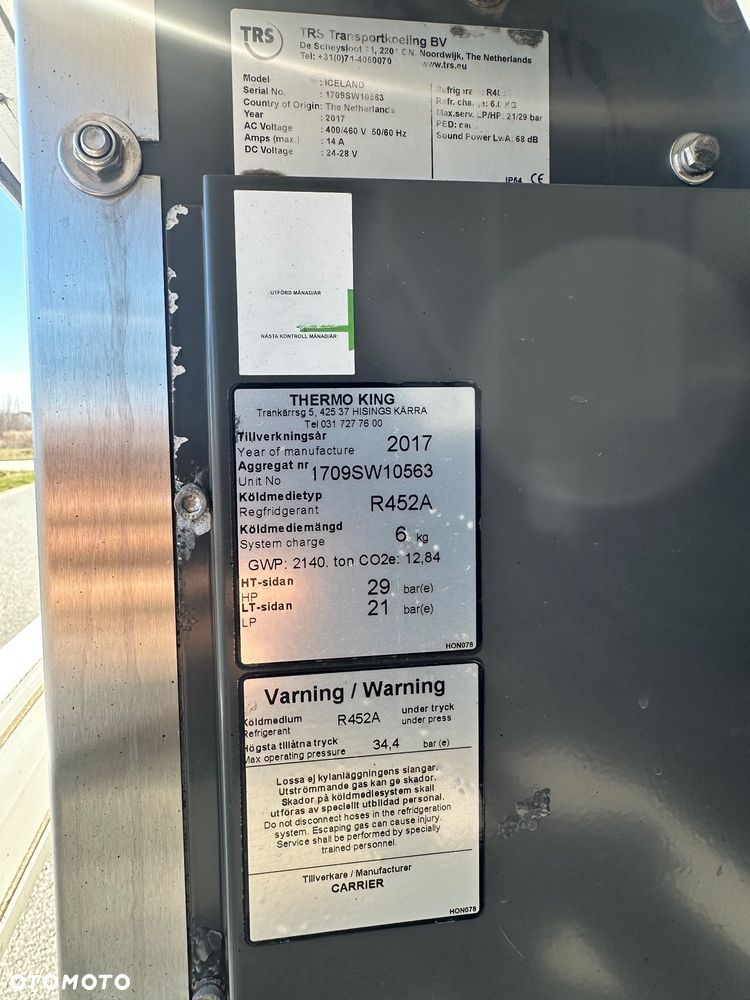 TRS
TRS Transportkoeling BV
De Scheysloot 71, 220 CN. Noordwijk, The Netherlands
Tel: +31(0)71-4050070 www.trs.eu
Model : ICELAND
Serial No. : 1709SW10563
Country of Origin: The Netherlands
Year : 2017
AC Voltage : 400/460 V 50/60 Hz
Amps (max.) : 14 A
DC Voltage : 24-28 V
Refr. charge: 6.0 KG
Max.serv. LP/HP: 21/29 bar
PED:
Sound Power LwA: 68 dB
IP54 CE
UTFÖRD MÅNAD/ÅR
NÄSTA KONTROLL MÅNAD/ÅR
THERMO KING
Trankärrsg 5, 425 37 HISINGS KÄRRA
Tel 031 727 76 00
Tillverkningsår
Year of manufacture 2017
Aggregat nr
Unit No 1709SW10563
Köldmedietyp
Regfridgerant R452A
Köldmediemängd
System charge 6 kg
GWP: 2140. ton CO2e: 12,84
HT-sidan
HP 29 bar(e)
LT-sidan
LP 21 bar(e)
HON078
Varning / Warning
Köldmedium R452A under tryck
Refrigerant under press
Högsta tillåtna tryck
Max operating pressure 34,4 bar (e)
Lossa ej kylanläggningens slangar.
Utströmmande gas kan ge skador.
Skador på köldmediesystem skall
utföras av speciellt utbildad personal.
Do not disconnect hoses in the refridgeration
system. Escaping gas can cause injury.
Service shall be performed by specially
trained personnel.
Tillverkare / Manufacturer
CARRIER
HON078
OTOMOTO